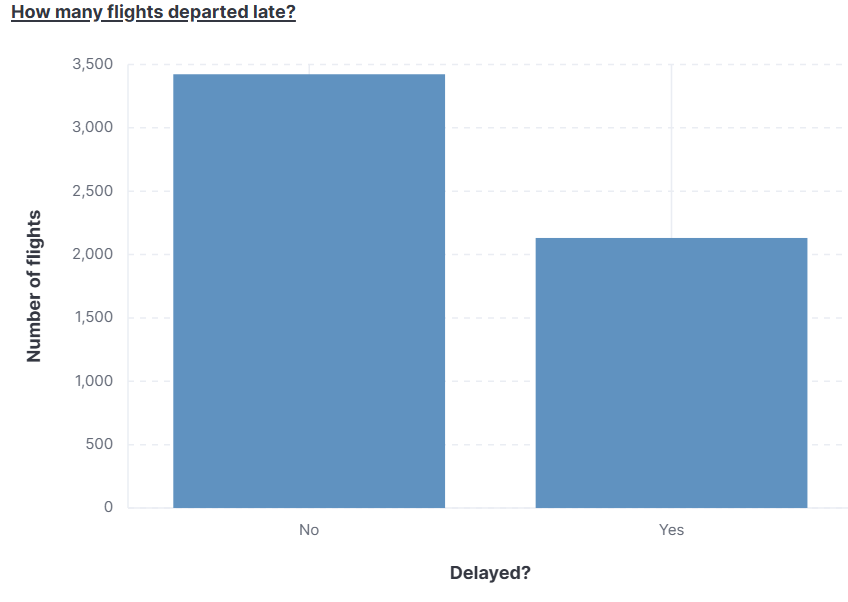 How many flights departed late?
3,500
3,000
2,500
2,000
1,500
1,000
500
0
Number of flights
No
Yes
Delayed?